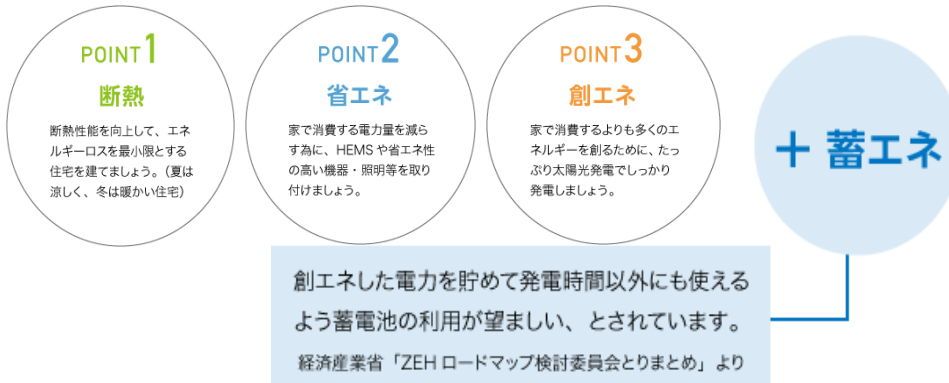 POINT1
断熱
断熱性能を向上して、エネ
ルギーロスを最小限とする
住宅を建てましょう。（夏は
涼しく、冬は暖かい住宅）
POINT2
省エネ
家で消費する電力量を減ら
す為に、HEMSや省エネ性
の高い機器・照明等を取り
付けましょう。
POINT3
創エネ
家で消費するよりも多くのエ
ネルギーを創るために、たっ
ぷり太陽光発電でしっかり
発電しましょう。
＋ 蓄エネ
創エネした電力を貯めて発電時間以外にも使える
よう蓄電池の利用が望ましい、とされています。
経済産業省「ZEHロードマップ検討委員会とりまとめ」より